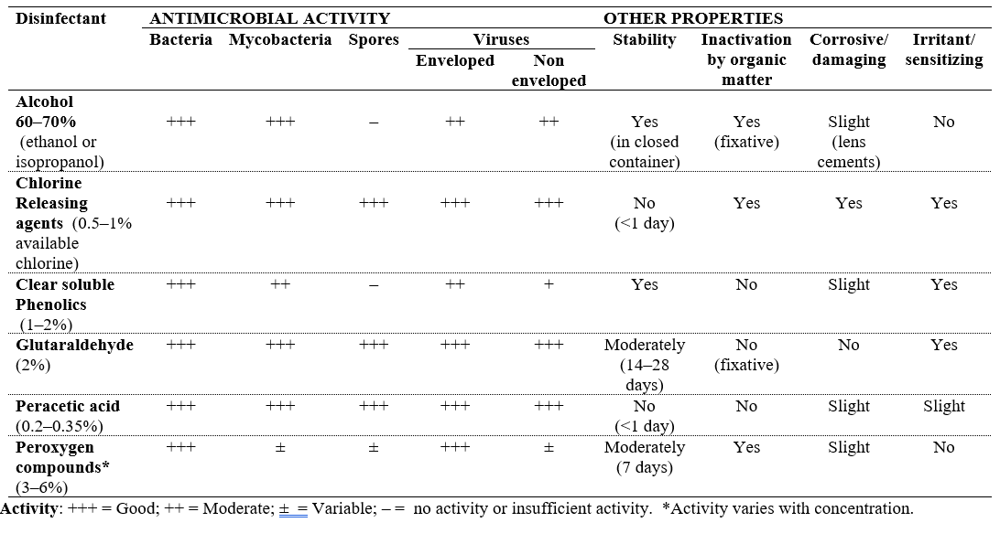 Disinfectant ANTIMICROBIAL ACTIVITY OTHER PROPERTIES
Bacteria Mycobacteria Spores Viruses Stability Inactivation Corrosive/ Irritant/
Enveloped Non by organic damaging sensitizing
enveloped matter
Alcohol
60–70% +++ +++ – ++ ++ Yes Yes Slight No
(ethanol or (in closed (fixative) (lens
isopropanol) container) cements)
Chlorine
Releasing +++ +++ +++ +++ +++ No Yes Yes Yes
agents (0.5–1% (<1 day)
available
chlorine)
Clear soluble +++ ++ – ++ + Yes No Slight Yes
Phenolics
(1–2%)
Glutaraldehyde +++ +++ +++ +++ +++ Moderately No No Yes
(2%) (14–28 (fixative)
days)
Peracetic acid +++ +++ +++ +++ +++ No No Slight Slight
(0.2–0.35%) (<1 day)
Peroxygen +++ ± ± +++ ± Moderately Yes Slight No
compounds* (7 days)
(3–6%)
Activity: +++ = Good; ++ = Moderate; ± = Variable; – = no activity or insufficient activity. *Activity varies with concentration.